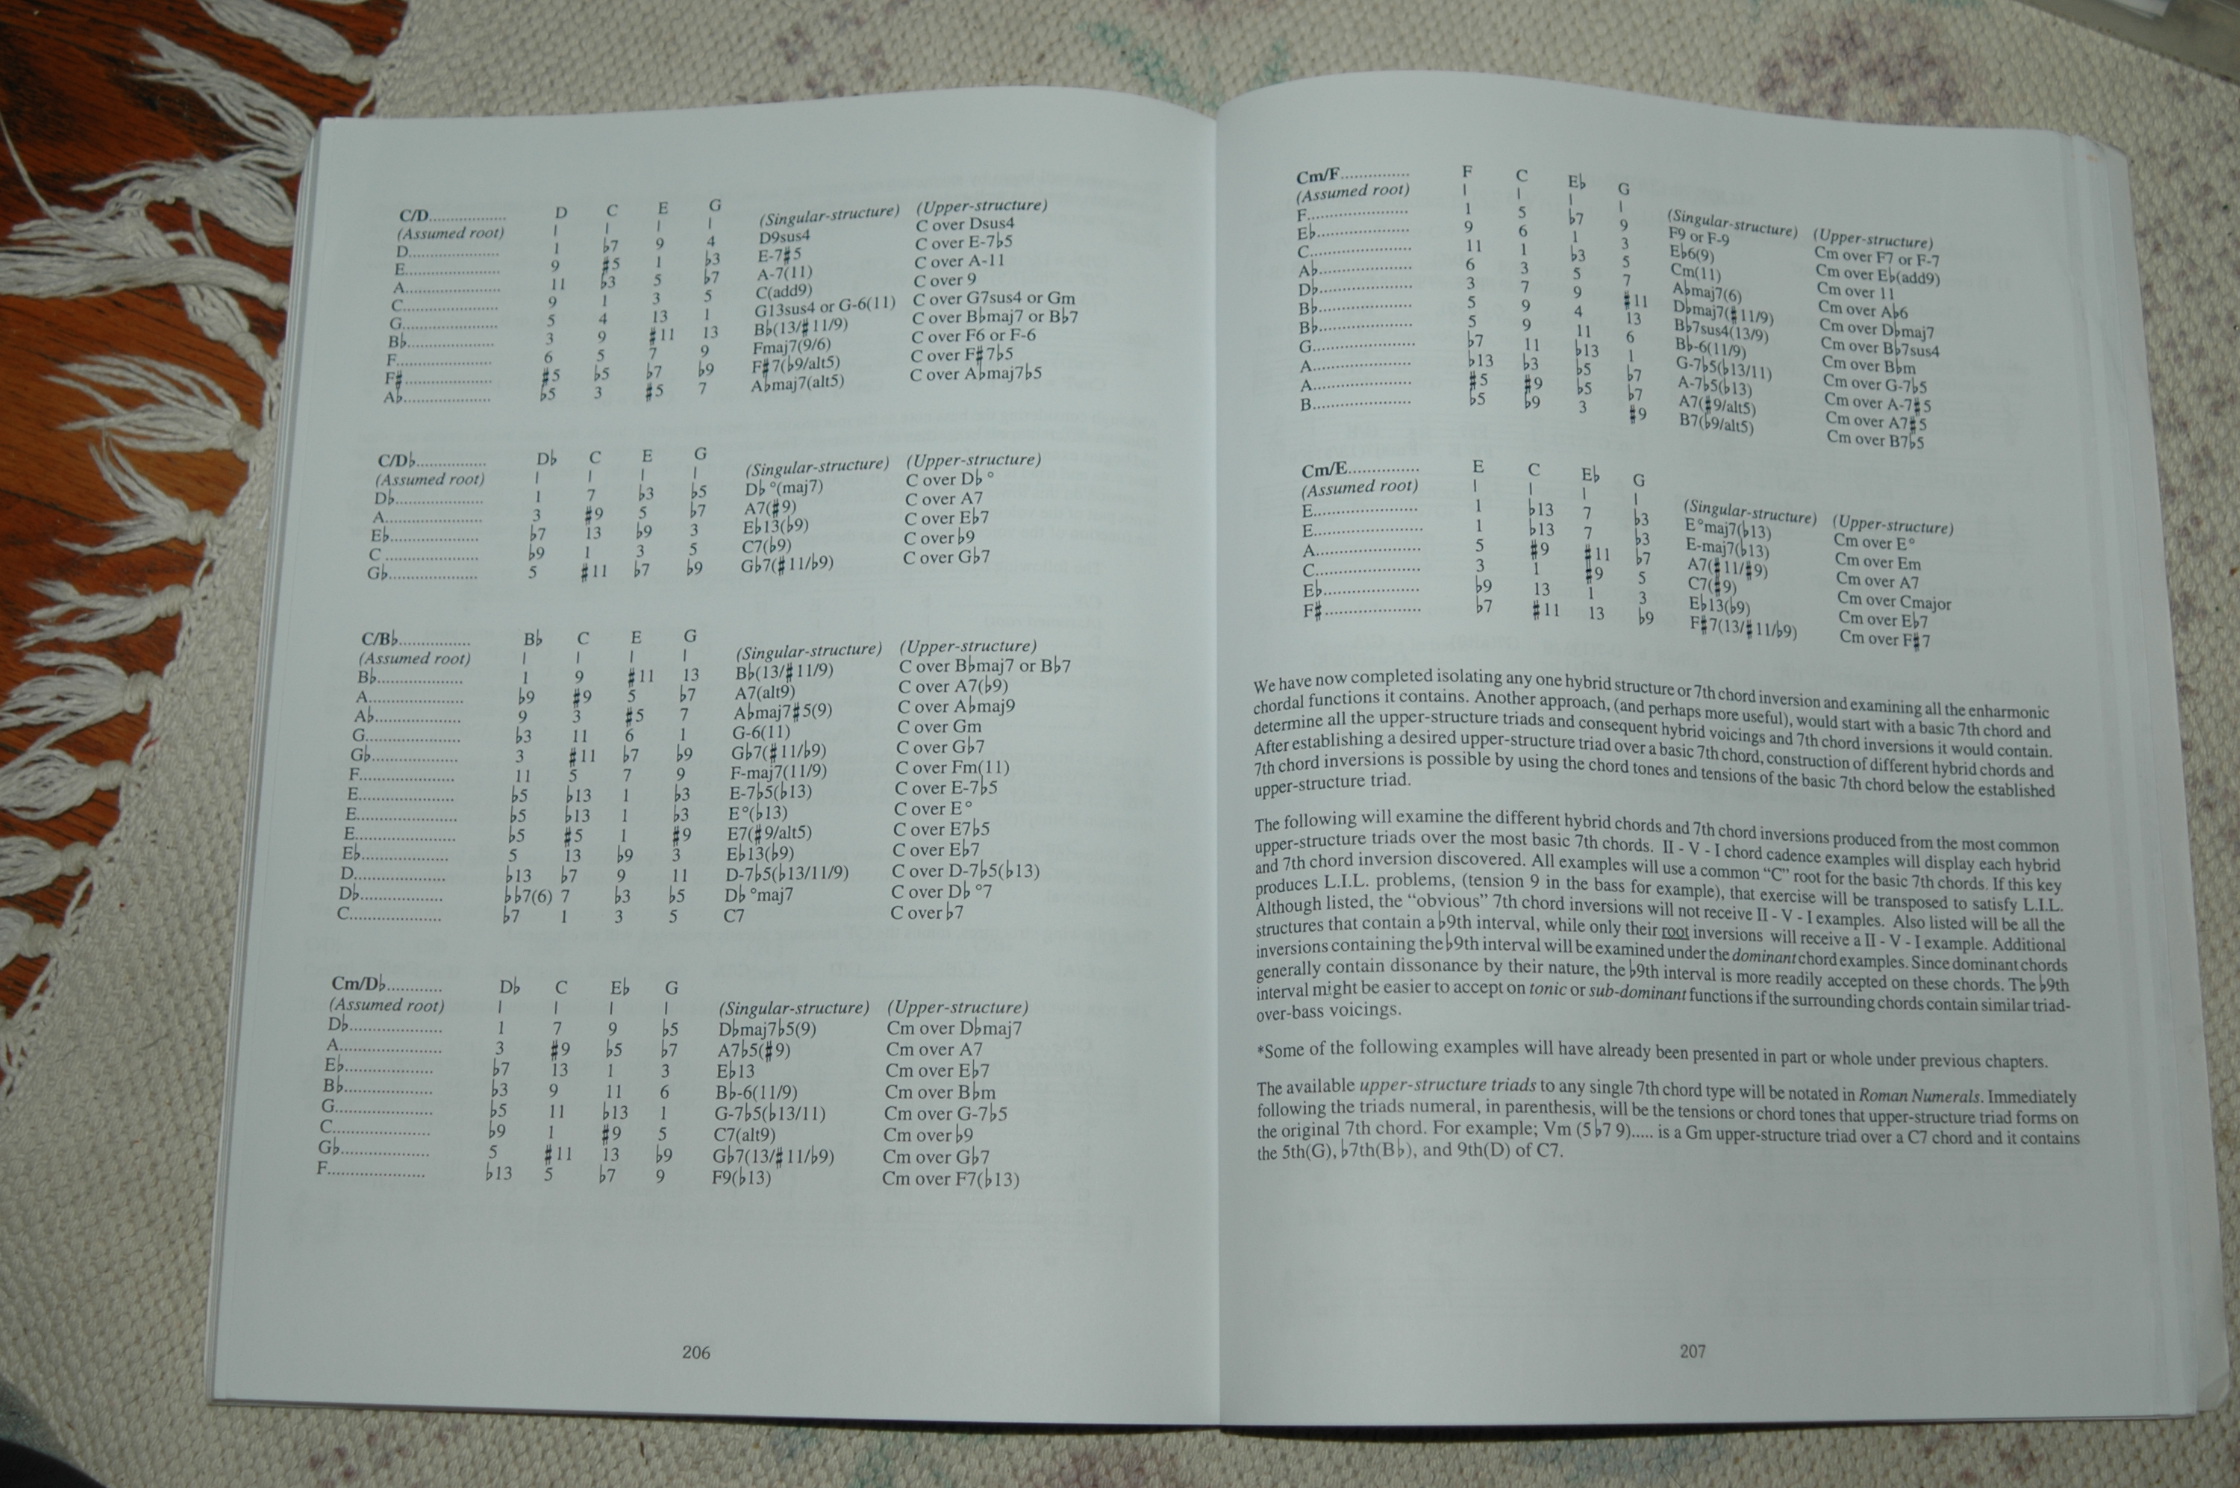 C/D................. D C E G (Singular-structure) (Upper-structure)
(Assumed root) | | | |
D.................... 1 ♭7 9 4 D9sus4 C over Dsus4
E.................... 9 ♯5 1 ♭3 E-7♯5 C over E-7♭5
A.................... 11 ♭3 5 ♭7 A-7(11) C over A-11
C.................... 9 1 3 5 C(add9) C over 9
G.................... 5 4 13 1 G13sus4 or G-6(11) C over G7sus4 or Gm
B♭.................. 3 9 ♯11 13 B♭(13/♯11/9) C over B♭maj7 or B♭7
F.................... 6 5 7 9 Fmaj7(9/6) C over F6 or F-6
F♯.................. ♯5 ♭5 ♭7 ♭9 F♯7(♭9/alt5) C over F♯7♭5
A♭.................. ♭5 3 ♯5 7 A♭maj7(alt5) C over A♭maj7♭5
C/D♭............... D♭ C E G (Singular-structure) (Upper-structure)
(Assumed root) | | | |
D♭.................. 1 7 ♭3 ♭5 D♭°(maj7) C over D♭°
A.................... 3 ♯9 5 ♭7 A7(♯9) C over A7
E♭.................. ♭7 13 ♭9 3 E♭13(♭9) C over E♭7
C.................... ♭9 1 3 5 C7(♭9) C over ♭9
G♭.................. 5 ♯11 ♭7 ♭9 G♭7(♯11/♭9) C over G♭7
C/B♭............... B♭ C E G (Singular-structure) (Upper-structure)
(Assumed root) | | | |
B♭.................. 1 9 ♯11 13 B♭(13/♯11/9) C over B♭maj7 or B♭7
A.................... ♭9 ♯9 5 ♭7 A7(alt9) C over A7(♭9)
A♭.................. 9 3 ♯5 7 A♭maj7♯5(9) C over A♭maj9
G.................... ♭3 11 6 1 G-6(11) C over Gm
G♭.................. 3 ♯11 ♭7 ♭9 G♭7(♯11/♭9) C over G♭7
F.................... 11 5 7 9 F-maj7(11/9) C over Fm(11)
E.................... ♭5 ♭13 1 ♭3 E-7♭5(♭13) C over E-7♭5
E.................... ♭5 ♭13 1 ♭3 E°(♭13) C over E°
E.................... ♭5 ♯5 1 ♯9 E7(♯9/alt5) C over E7♭5
E♭.................. 5 13 ♭9 3 E♭13(♭9) C over E♭7
D.................... ♭13 ♭7 9 11 D-7♭5(♭13/11/9) C over D-7♭5(♭13)
D♭.................. ♭♭7(6) 7 ♭3 ♭5 D♭°maj7 C over D♭°7
C.................... ♭7 1 3 5 C7 C over ♭7
Cm/D♭............ D♭ C E♭ G
(Assumed root) | | | | (Singular-structure) (Upper-structure)
D♭.................. 1 7 9 ♭5 D♭maj7♭5(9) Cm over D♭maj7
A.................... 3 ♯9 ♭5 ♭7 A7♭5(♯9) Cm over A7
E♭.................. ♭7 13 1 3 E♭13 Cm over E♭7
B♭.................. ♭3 9 11 6 B♭-6(11/9) Cm over B♭m
G.................... ♭5 11 ♭13 1 G-7♭5(♭13/11) Cm over G-7♭5
C.................... ♭9 1 ♯9 5 C7(alt9) Cm over ♭9
G♭.................. 5 ♯11 13 ♭9 G♭7(13/♯11/♭9) Cm over G♭7
F.................... ♭13 5 ♭7 9 F9(♭13) Cm over F7(♭13)
206
Cm/F............... F C E♭ G
(Assumed root) | | | | (Singular-structure) (Upper-structure)
F.................... 1 5 ♭7 9 F9 or F-9 Cm over F7 or F-7
E♭.................. 9 6 1 3 E♭6(9) Cm over E♭(add9)
C.................... 11 1 ♭3 5 Cm(11) Cm over 11
A♭.................. 6 3 5 7 A♭maj7(6) Cm over A♭6
D♭.................. 3 7 9 ♯11 D♭maj7(♯11/9) Cm over D♭maj7
B♭.................. 5 9 4 13 B♭7sus4(13/9) Cm over B♭7sus4
B♭.................. 5 9 11 6 B♭-6(11/9) Cm over B♭m
G.................... ♭7 11 ♭13 1 G-7♭5(♭13/11) Cm over G-7♭5
A.................... ♭13 ♭3 ♭5 ♭7 A-7♭5(♭13) Cm over A-7♯5
A.................... ♯5 ♯9 ♭5 ♭7 A7(♯9/alt5) Cm over A7♯5
B.................... ♭5 ♭9 3 ♯9 B7(♭9/alt5) Cm over B7♭5
Cm/E............... E C E♭ G
(Assumed root) | | | | (Singular-structure) (Upper-structure)
E.................... 1 ♭13 7 ♭3 E°maj7(♭13) Cm over E°
E.................... 1 ♭13 7 ♭3 E-maj7(♭13) Cm over Em
A.................... 5 ♯9 ♯11 ♭7 A7(♯11/♯9) Cm over A7
C.................... 3 1 ♯9 5 C7(♯9) Cm over Cmajor
E♭.................. ♭9 13 1 3 E♭13(♭9) Cm over E♭7
F♯.................. ♭7 ♯11 13 ♭9 F♯7(13/♯11/♭9) Cm over F♯7
We have now completed isolating any one hybrid structure or 7th chord inversion and examining all the enharmonic
chordal functions it contains. Another approach, (and perhaps more useful), would start with a basic 7th chord and
determine all the upper-structure triads and consequent hybrid voicings and 7th chord inversions it would contain.
After establishing a desired upper-structure triad over a basic 7th chord, construction of different hybrid chords and
7th chord inversions is possible by using the chord tones and tensions of the basic 7th chord below the established
upper-structure triad.
The following will examine the different hybrid chords and 7th chord inversions produced from the most common
upper-structure triads over the most basic 7th chords. II - V - I chord cadence examples will display each hybrid
and 7th chord inversion discovered. All examples will use a common “C” root for the basic 7th chords. If this key
produces L.I.L. problems, (tension 9 in the bass for example), that exercise will be transposed to satisfy L.I.L.
Although listed, the “obvious” 7th chord inversions will not receive II - V - I examples. Also listed will be all the
structures that contain a ♭9th interval, while only their root inversions will receive a II - V - I example. Additional
inversions containing the ♭9th interval will be examined under the dominant chord examples. Since dominant chords
generally contain dissonance by their nature, the ♭9th interval is more readily accepted on these chords. The ♭9th
interval might be easier to accept on tonic or sub-dominant functions if the surrounding chords contain similar triad-
over-bass voicings.
*Some of the following examples will have already been presented in part or whole under previous chapters.
The available upper-structure triads to any single 7th chord type will be notated in Roman Numerals. Immediately
following the triads numeral, in parenthesis, will be the tensions or chord tones that upper-structure triad forms on
the original 7th chord. For example; Vm (5 ♭7 9)..... is a Gm upper-structure triad over a C7 chord and it contains
the 5th(G), ♭7th(B♭), and 9th(D) of C7.
207